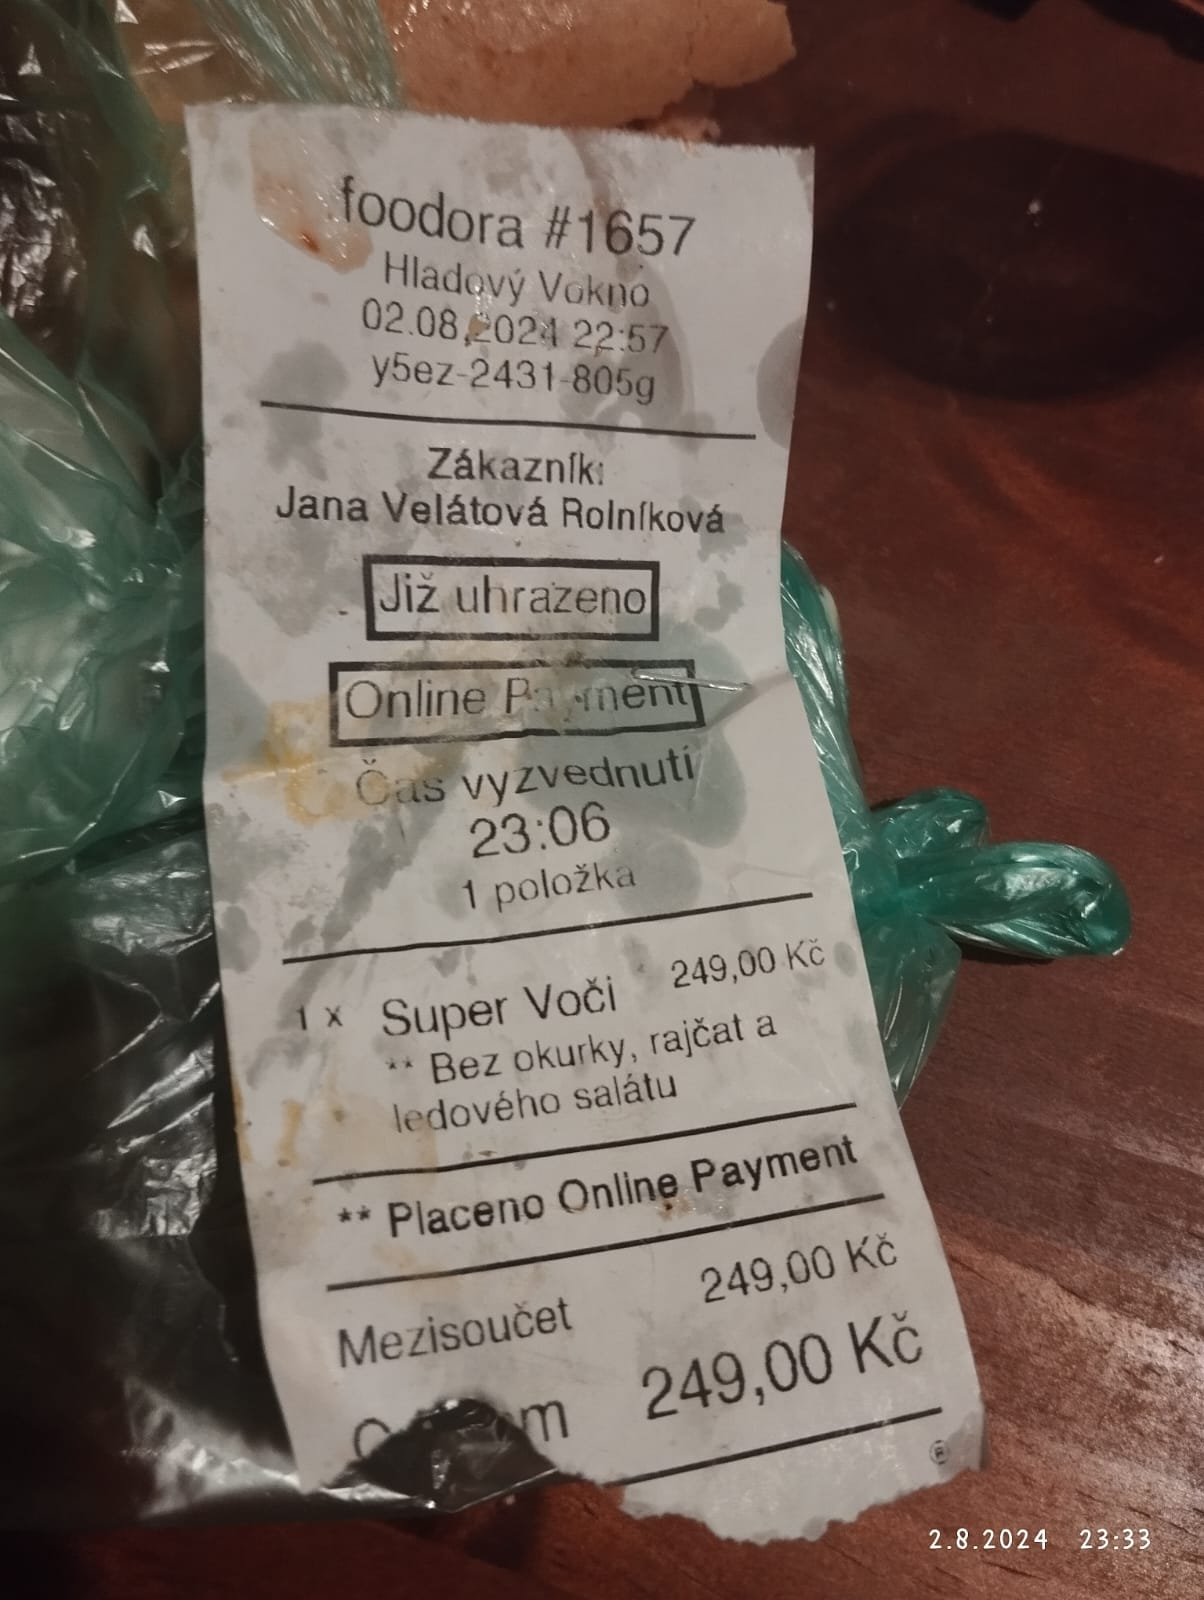 foodora #1657
Hladový Vokno
02.08.2024 22:57
y5ez-2431-805g
Zákazník:
Jana Velátová Rolníková
Již uhrazeno
Online Payment
Čas vyzvednutí
23:06
1 položka
1 x Super Voči 249,00 Kč
** Bez okurky, rajčat a
ledového salátu
** Placeno Online Payment
Mezisoučet 249,00 Kč
249,00 Kč
®
2.8.2024 23:33